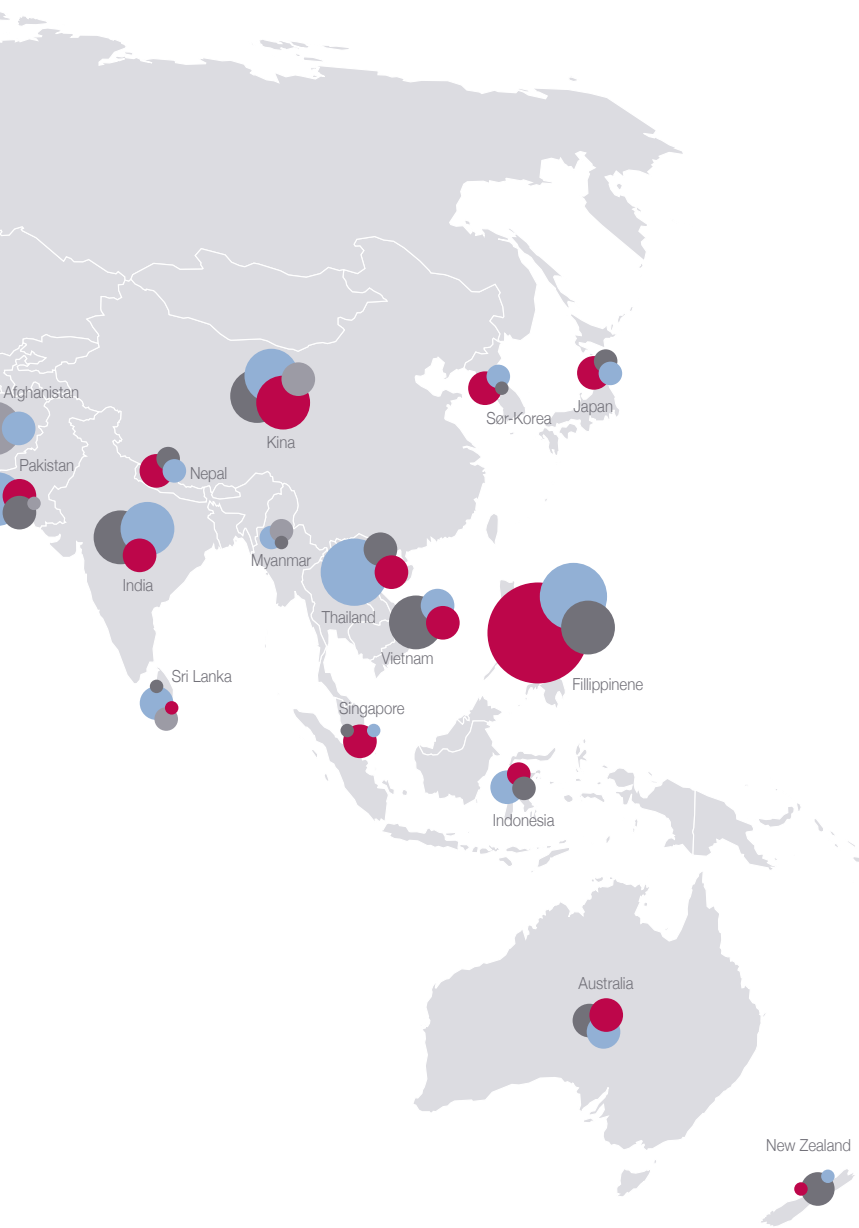 Afghanistan
Sør-Korea
Japan
Kina
Pakistan
Nepal
Myanmar
India
Thailand
Vietnam
Sri Lanka
Fillippinene
Singapore
Indonesia
Australia
New Zealand